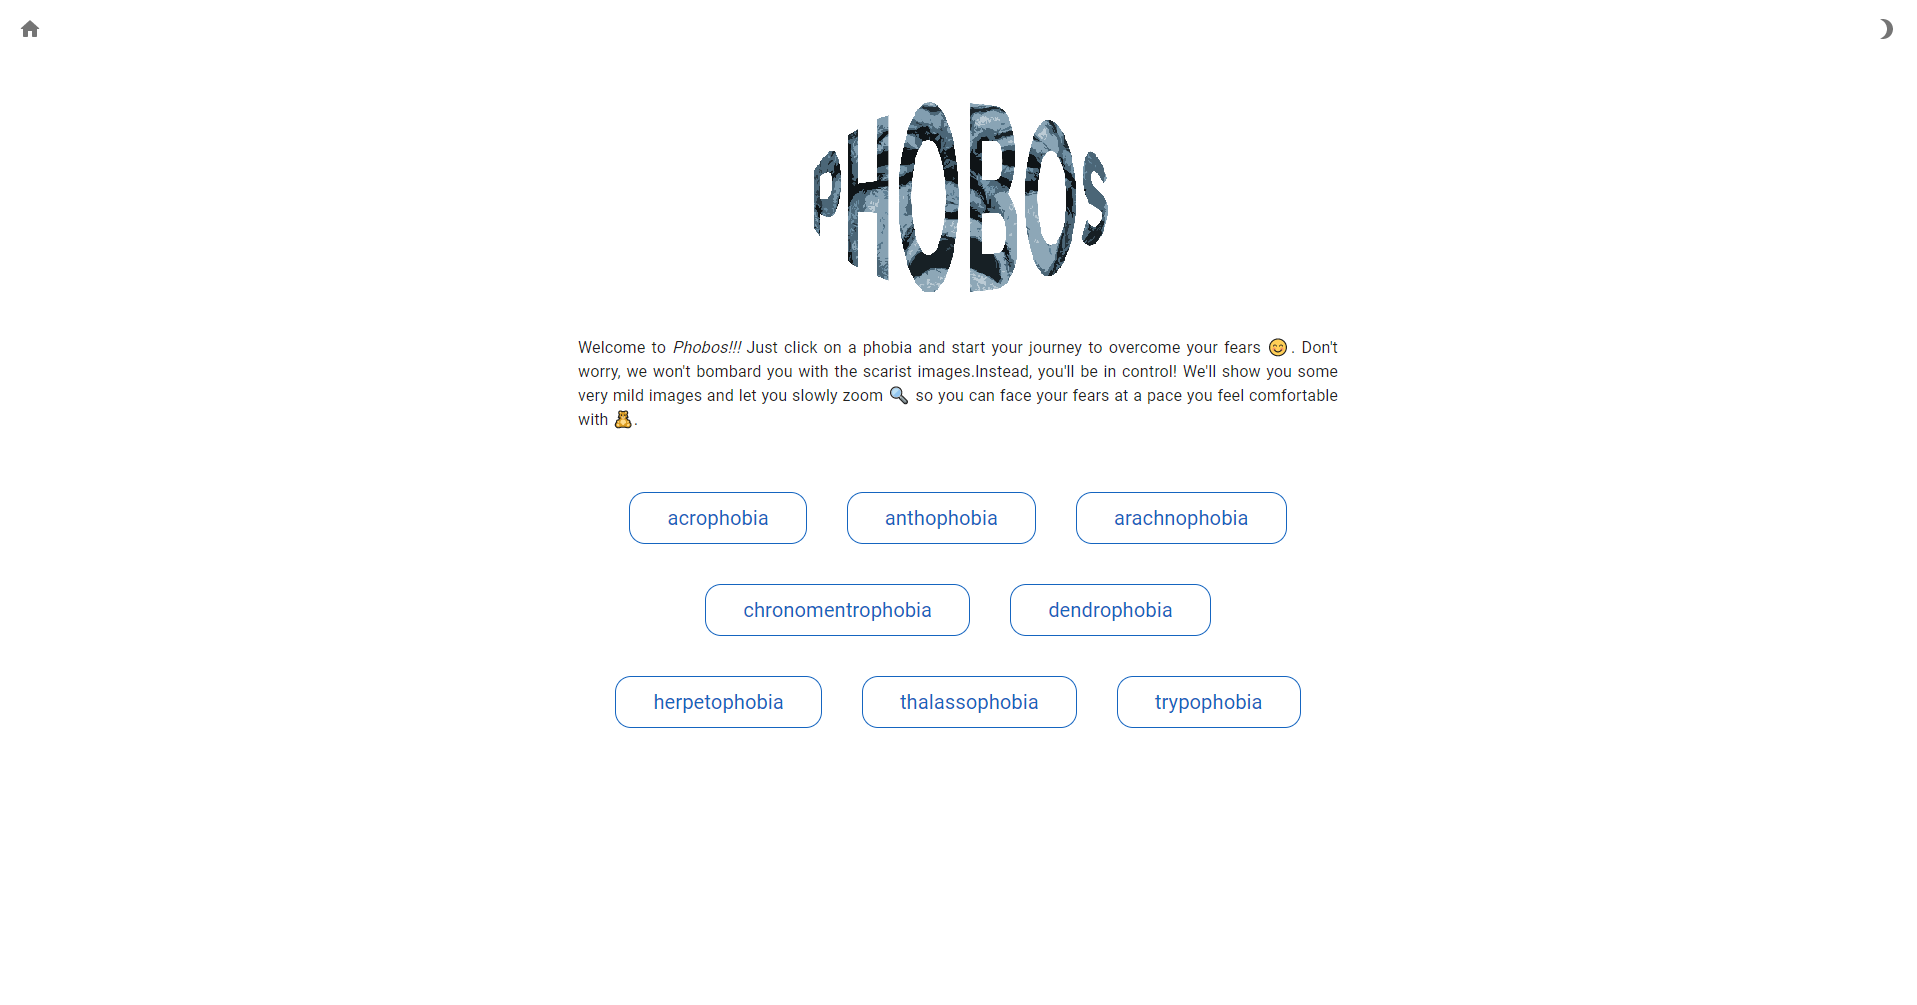 PHOBOS
Welcome to Phobos!!! Just click on a phobia and start your journey to overcome your fears 😊. Don't
worry, we won't bombard you with the scarist images.Instead, you'll be in control! We'll show you some
very mild images and let you slowly zoom 🔍 so you can face your fears at a pace you feel comfortable
with 🧸.
acrophobia anthophobia arachnophobia
chronomentrophobia dendrophobia
herpetophobia thalassophobia trypophobia